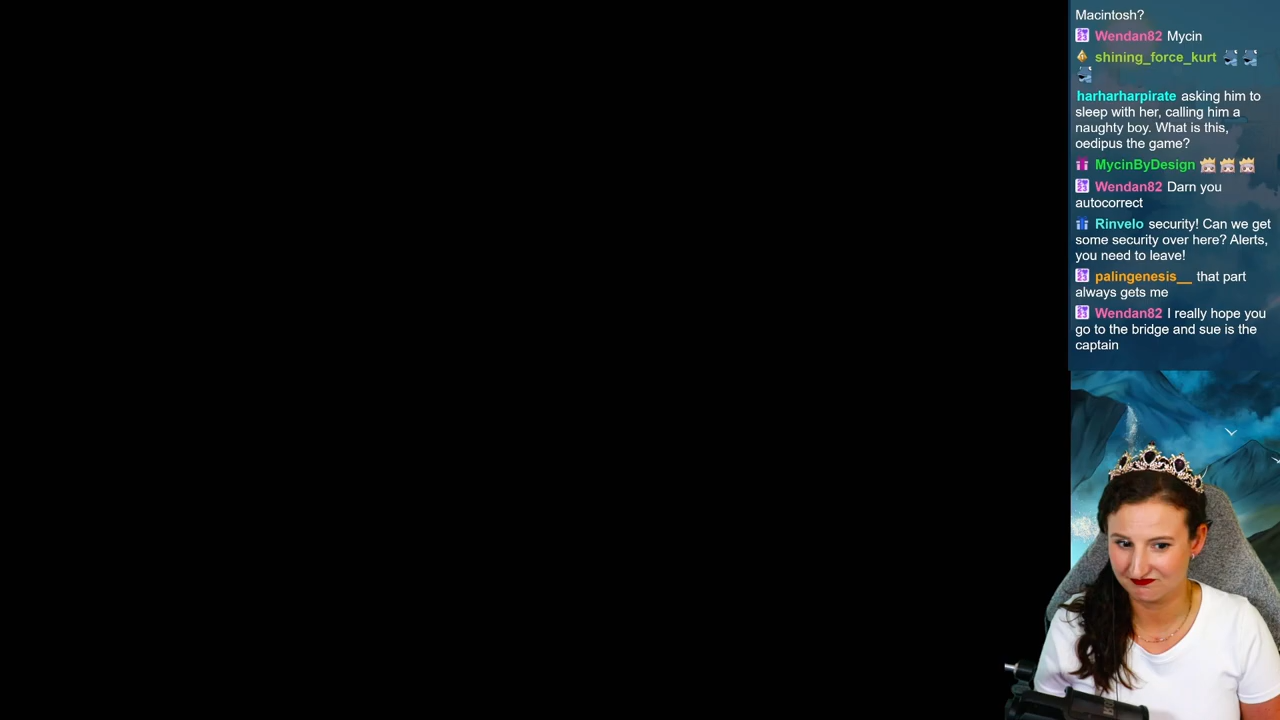 Macintosh?
Wendan82 Mycin
shining_force_kurt
harharharpirate asking him to
sleep with her, calling him a
naughty boy. What is this,
oedipus the game?
MycinByDesign
Wendan82 Darn you
autocorrect
Rinvelo security! Can we get
some security over here? Alerts,
you need to leave!
palingenesis__ that part
always gets me
Wendan82 I really hope you
go to the bridge and sue is the
captain